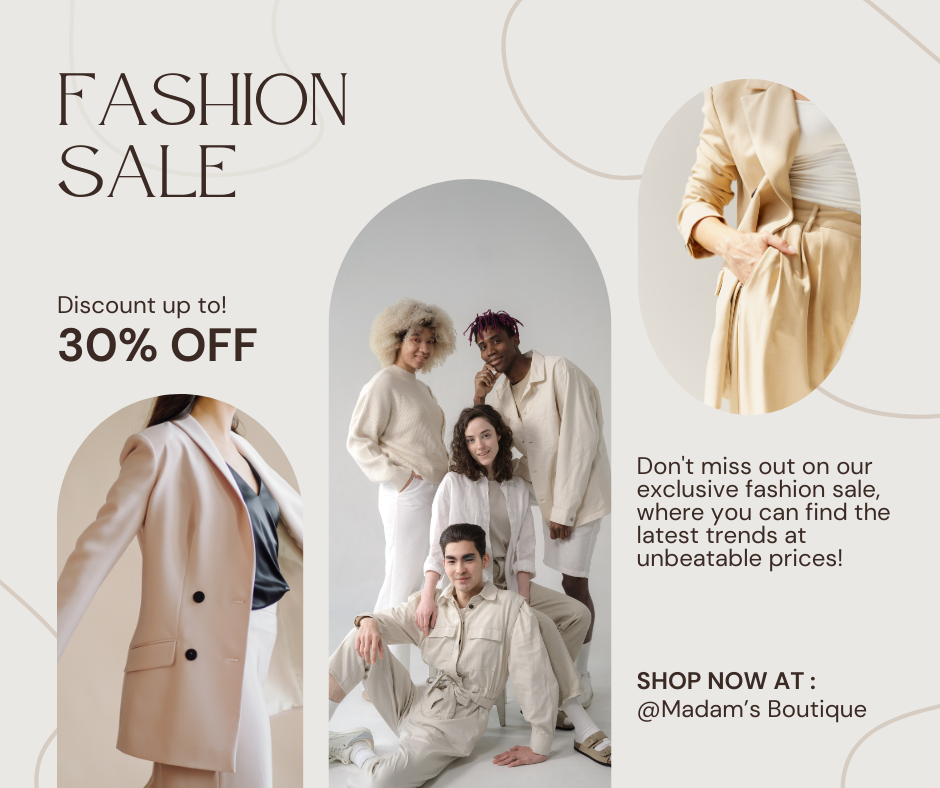 FASHION
SALE
Discount up to!
30% OFF
Don't miss out on our
exclusive fashion sale,
where you can find the
latest trends at
unbeatable prices!
SHOP NOW AT :
@Madam’s Boutique